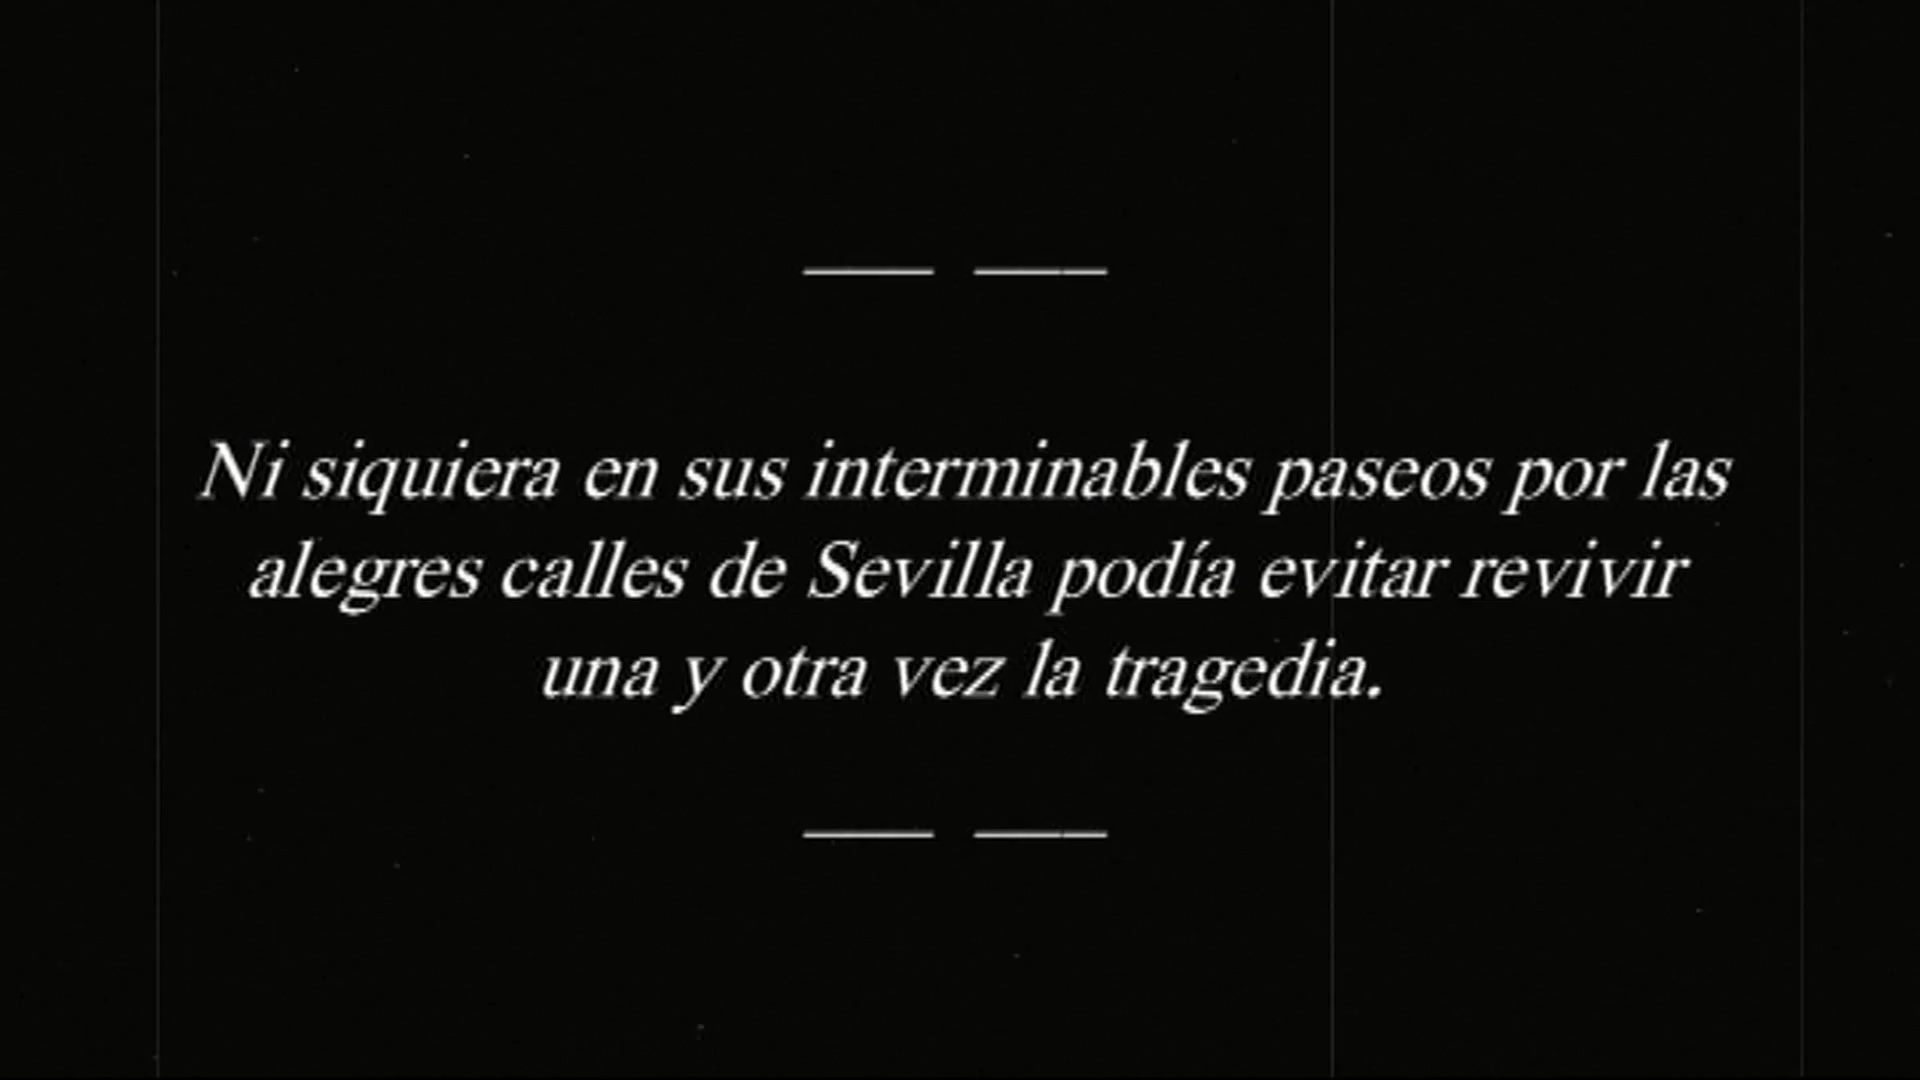 Ni siquiera en sus interminables paseos por las
alegres calles de Sevilla podía evitar revivir
una y otra vez la tragedia.